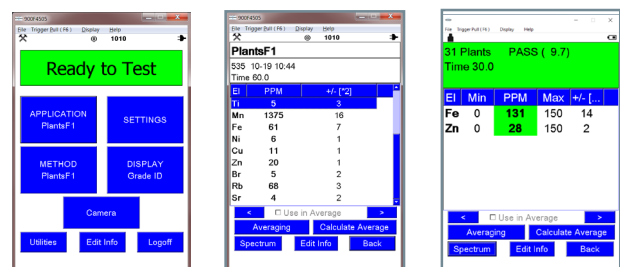 900F4505
File Trigger Pull ( F6 ) Display Help
1010
Ready to Test
APPLICATION
PlantsF1
SETTINGS
METHOD
PlantsF1
DISPLAY
Grade ID
Camera
Utilities
Edit Info
Logoff
900F4505
File Trigger Pull ( F6 ) Display Help
1010
PlantsF1
535 10-19 10:44
Time 60.0
El PPM +/- [*2]
Ti 5 3
Mn 1375 16
Fe 61 7
Ni 6 1
Cu 11 1
Zn 20 1
Br 5 2
Rb 68 3
Sr 4 2
< Use in Average >
Averaging Calculate Average
Spectrum Edit Info Back
File Trigger Pull ( F6 ) Display Help
31 Plants PASS ( 9.7)
Time 30.0
El Min PPM Max +/- [...
Fe 0 131 150 14
Zn 0 28 150 2
< Use in Average >
Averaging Calculate Average
Spectrum Edit Info Back